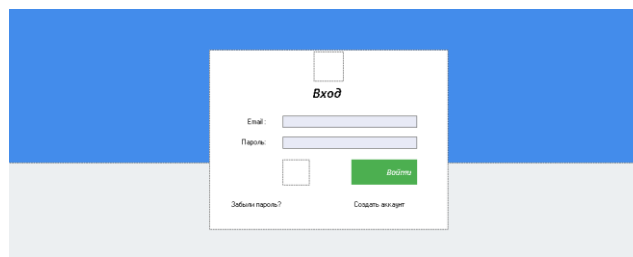 Вход
Email:
Пароль:
Войти
Забыли пароль? Создать аккаунт